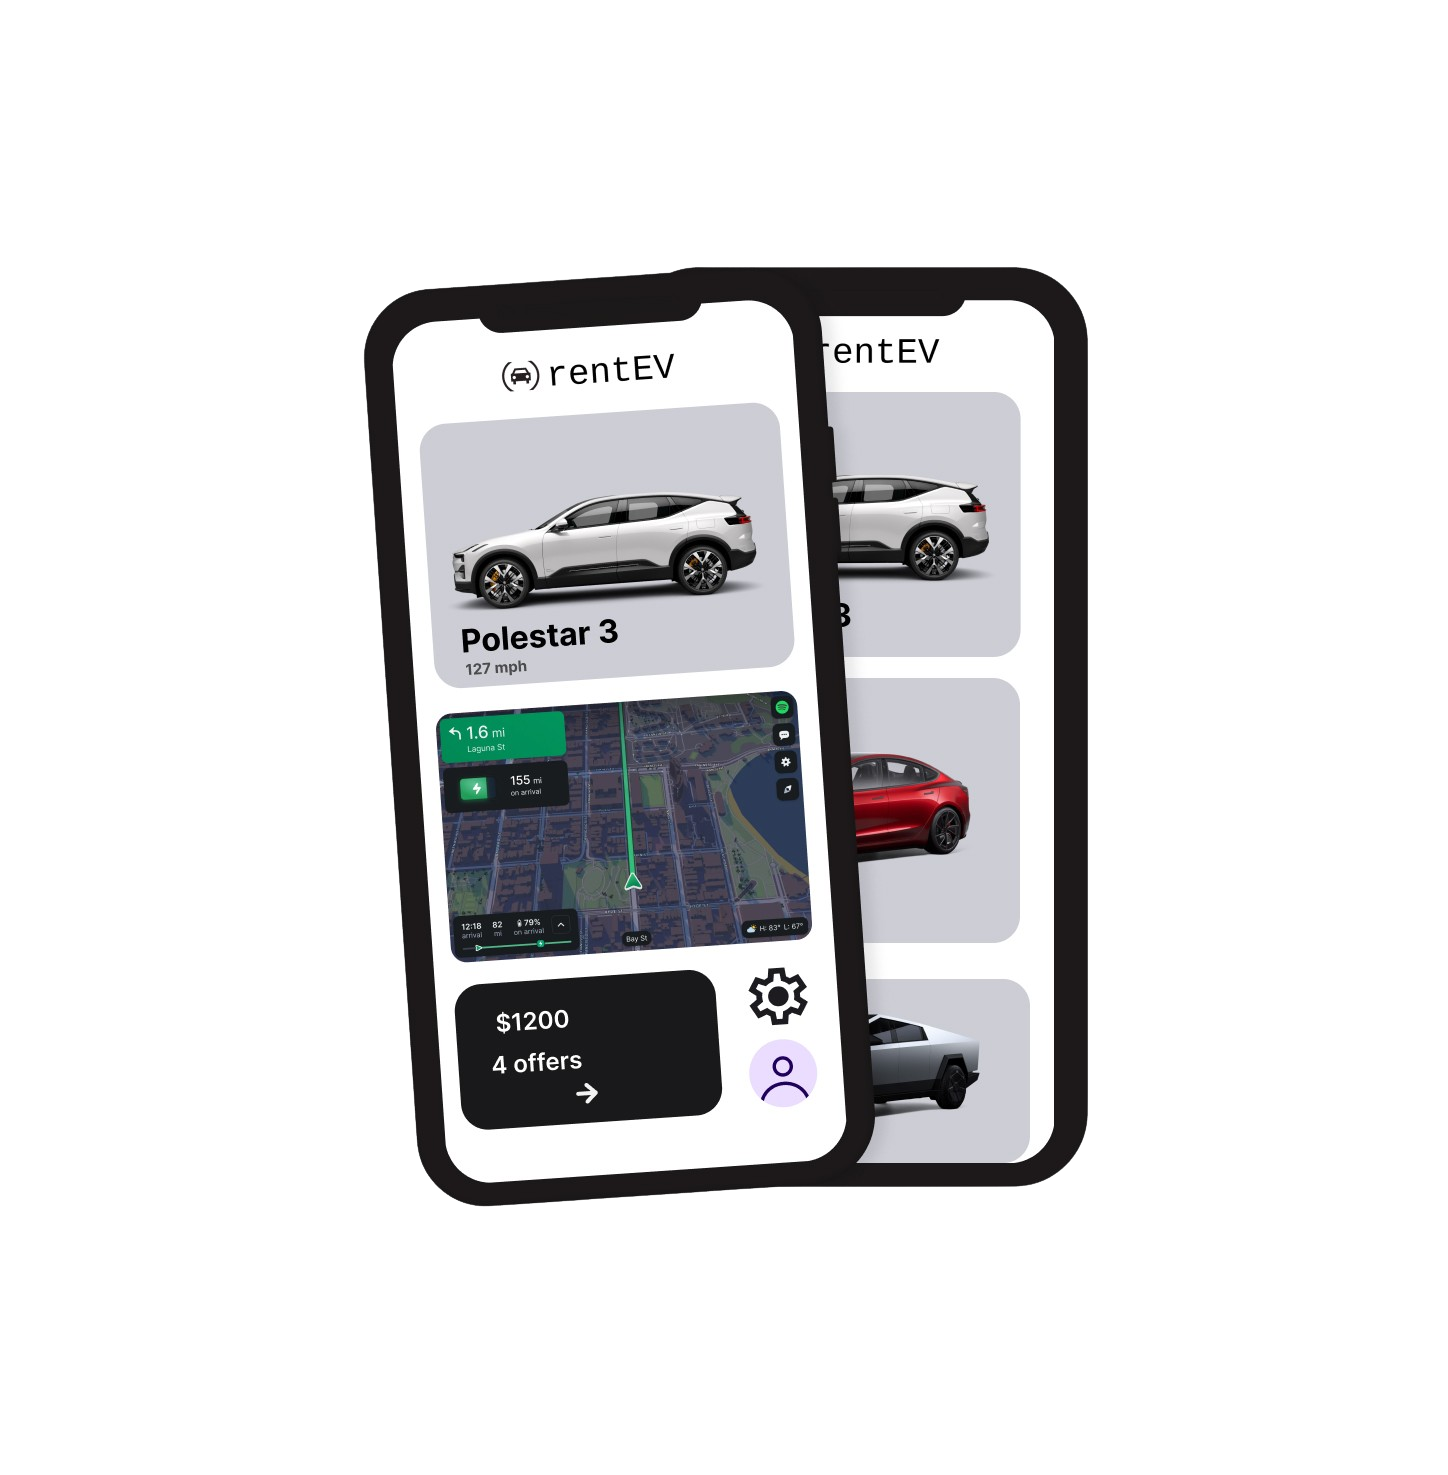 rentEV
Polestar 3
127 mph
1.6 mi
Laguna St
155 mi
on arrival
12:18 82 79%
arrival mi on arrival
Bay St
H: 83° L: 67°
$1200
4 offers
rentEV
3